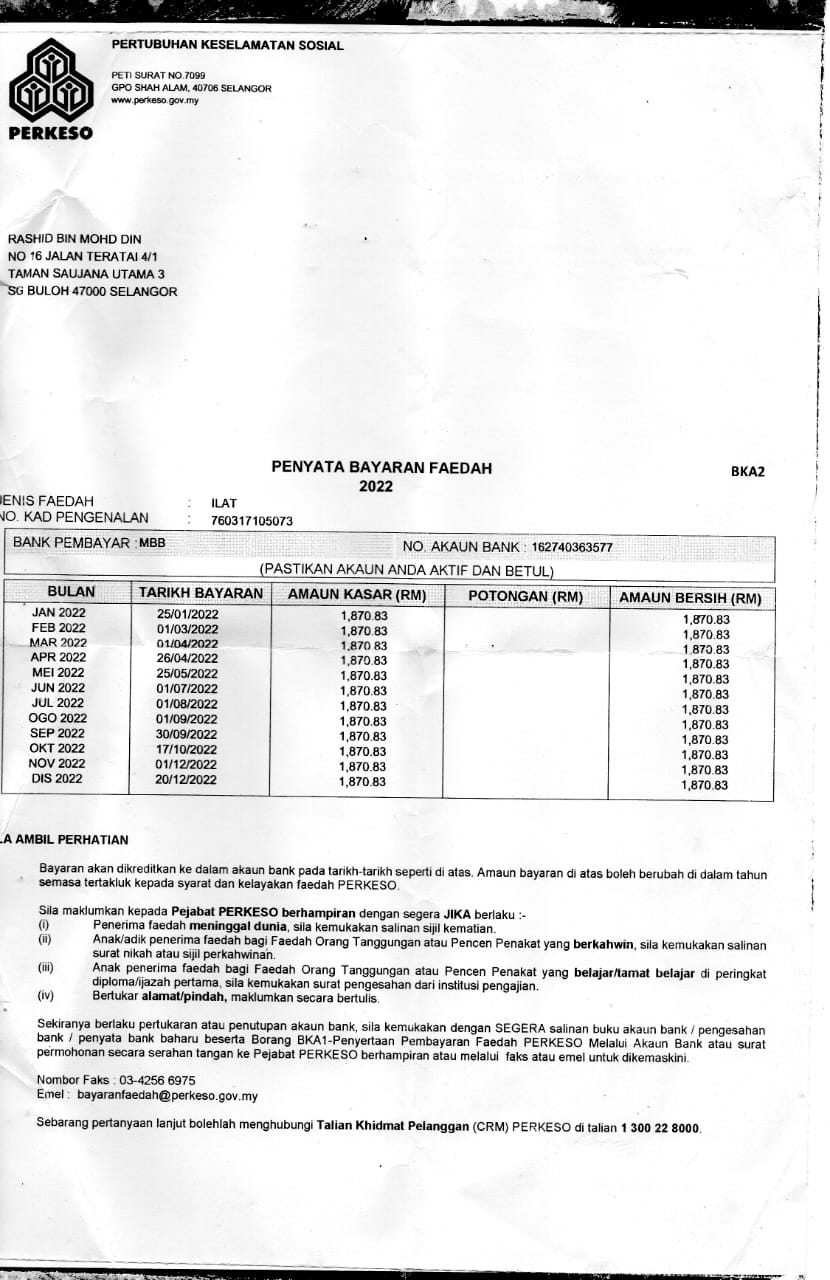 PERTUBUHAN KESELAMATAN SOSIAL
PETI SURAT NO.7099
GPO SHAH ALAM, 40706 SELANGOR
www.perkeso.gov.my
PERKESO
RASHID BIN MOHD DIN
NO 16 JALAN TERATAI 4/1
TAMAN SAUJANA UTAMA 3
SG BULOH 47000 SELANGOR
PENYATA BAYARAN FAEDAH
BKA2
2022
JENIS FAEDAH : ILAT
NO. KAD PENGENALAN : 760317105073
BANK PEMBAYAR : MBB NO. AKAUN BANK : 162740363577
(PASTIKAN AKAUN ANDA AKTIF DAN BETUL)
BULAN TARIKH BAYARAN AMAUN KASAR (RM) POTONGAN (RM) AMAUN BERSIH (RM)
JAN 2022 25/01/2022 1,870.83 1,870.83
FEB 2022 01/03/2022 1,870.83 1,870.83
MAR 2022 01/04/2022 1,870.83 1,870.83
APR 2022 26/04/2022 1,870.83 1,870.83
MEI 2022 25/05/2022 1,870.83 1,870.83
JUN 2022 01/07/2022 1,870.83 1,870.83
JUL 2022 01/08/2022 1,870.83 1,870.83
OGO 2022 01/09/2022 1,870.83 1,870.83
SEP 2022 30/09/2022 1,870.83 1,870.83
OKT 2022 17/10/2022 1,870.83 1,870.83
NOV 2022 01/12/2022 1,870.83 1,870.83
DIS 2022 20/12/2022 1,870.83 1,870.83
LA AMBIL PERHATIAN
Bayaran akan dikreditkan ke dalam akaun bank pada tarikh-tarikh seperti di atas. Amaun bayaran di atas boleh berubah di dalam tahun
semasa tertakluk kepada syarat dan kelayakan faedah PERKESO.
Sila maklumkan kepada Pejabat PERKESO berhampiran dengan segera JIKA berlaku :-
(i) Penerima faedah meninggal dunia, sila kemukakan salinan sijil kematian.
(ii) Anak/adik penerima faedah bagi Faedah Orang Tanggungan atau Pencen Penakat yang berkahwin, sila kemukakan salinan
surat nikah atau sijil perkahwinan.
(iii) Anak penerima faedah bagi Faedah Orang Tanggungan atau Pencen Penakat yang belajar/tamat belajar di peringkat
diploma/ijazah pertama, sila kemukakan surat pengesahan dari institusi pengajian.
(iv) Bertukar alamat/pindah, maklumkan secara bertulis.
Sekiranya berlaku pertukaran atau penutupan akaun bank, sila kemukakan dengan SEGERA salinan buku akaun bank / pengesahan
bank / penyata bank baharu beserta Borang BKA1-Penyertaan Pembayaran Faedah PERKESO Melalui Akaun Bank atau surat
permohonan secara serahan tangan ke Pejabat PERKESO berhampiran atau melalui faks atau emel untuk dikemaskini.
Nombor Faks : 03-4256 6975
Emel : bayaranfaedah@perkeso.gov.my
Sebarang pertanyaan lanjut bolehlah menghubungi Talian Khidmat Pelanggan (CRM) PERKESO di talian 1 300 22 8000.